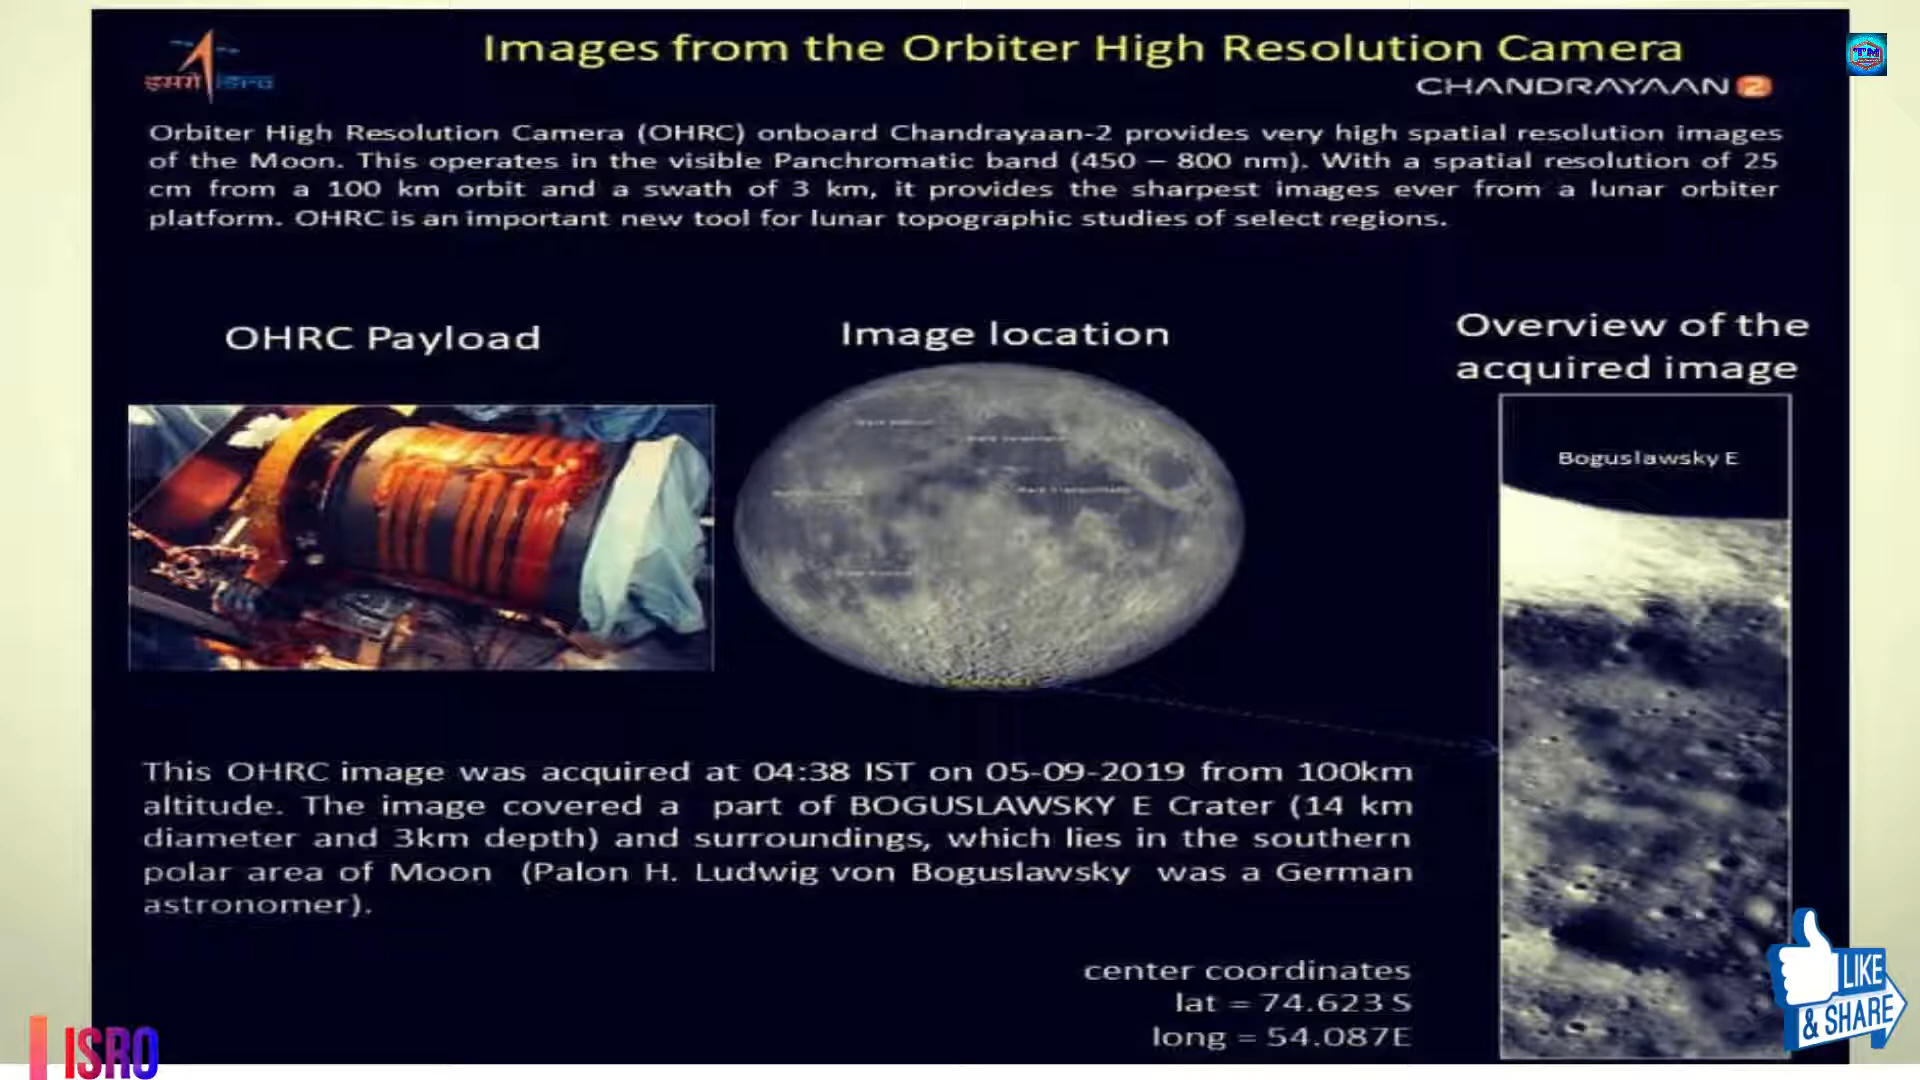 Images from the Orbiter High Resolution Camera
इसरो isro
CHANDRAYAAN 2
TM
Orbiter High Resolution Camera (OHRC) onboard Chandrayaan-2 provides very high spatial resolution images
of the Moon. This operates in the visible Panchromatic band (450 – 800 nm). With a spatial resolution of 25
cm from a 100 km orbit and a swath of 3 km, it provides the sharpest images ever from a lunar orbiter
platform. OHRC is an important new tool for lunar topographic studies of select regions.
OHRC Payload
Image location
Overview of the
acquired image
Boguslawsky E
This OHRC image was acquired at 04:38 IST on 05-09-2019 from 100km
altitude. The image covered a part of BOGUSLAWSKY E Crater (14 km
diameter and 3km depth) and surroundings, which lies in the southern
polar area of Moon (Palon H. Ludwig von Boguslawsky was a German
astronomer).
center coordinates
lat = 74.623 S
long = 54.087E
LIKE
& SHARE
ISRO